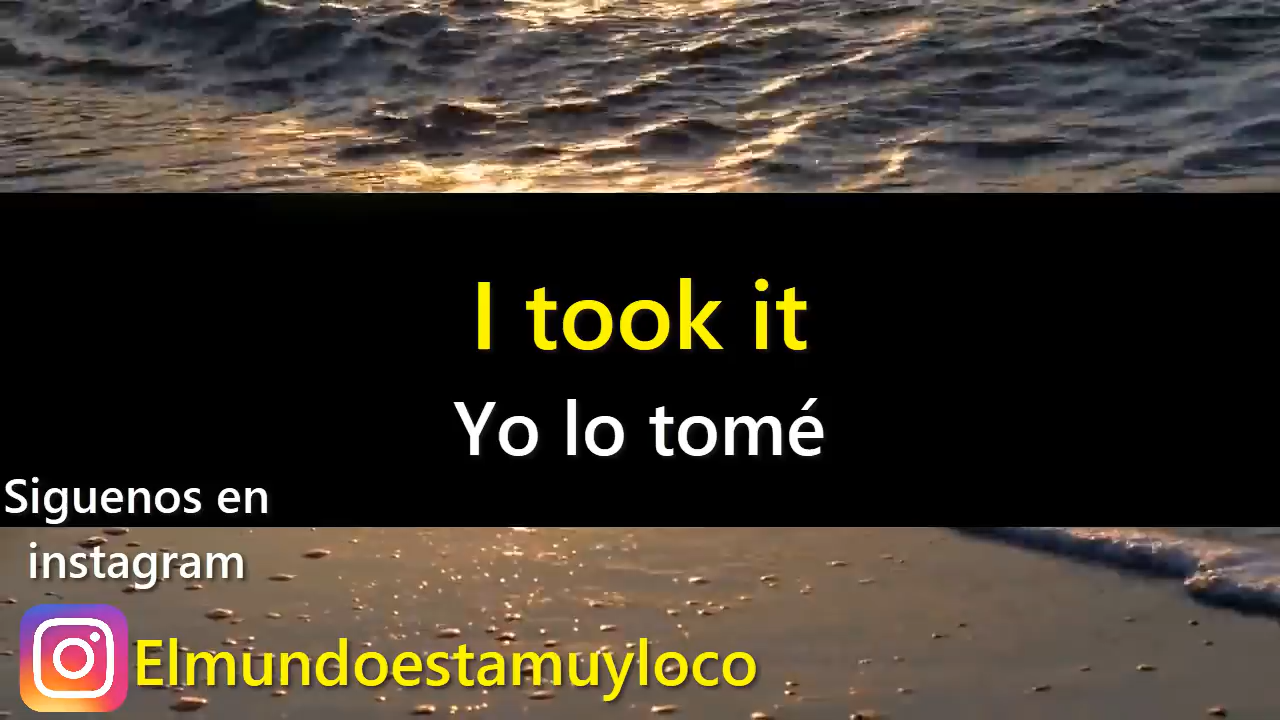 I took it
Yo lo tomé
Siguenos en
instagram
Elmundoestamuyloco